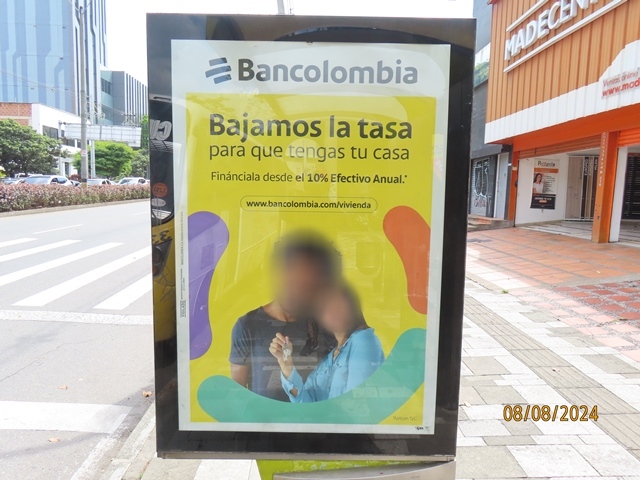 MADECEN
Bancolombia
Bajamos la tasa
para que tengas tu casa
Fináncialo desde el 10% Efectivo Anual.*
www.bancolombia.com/vivienda
08/08/2024